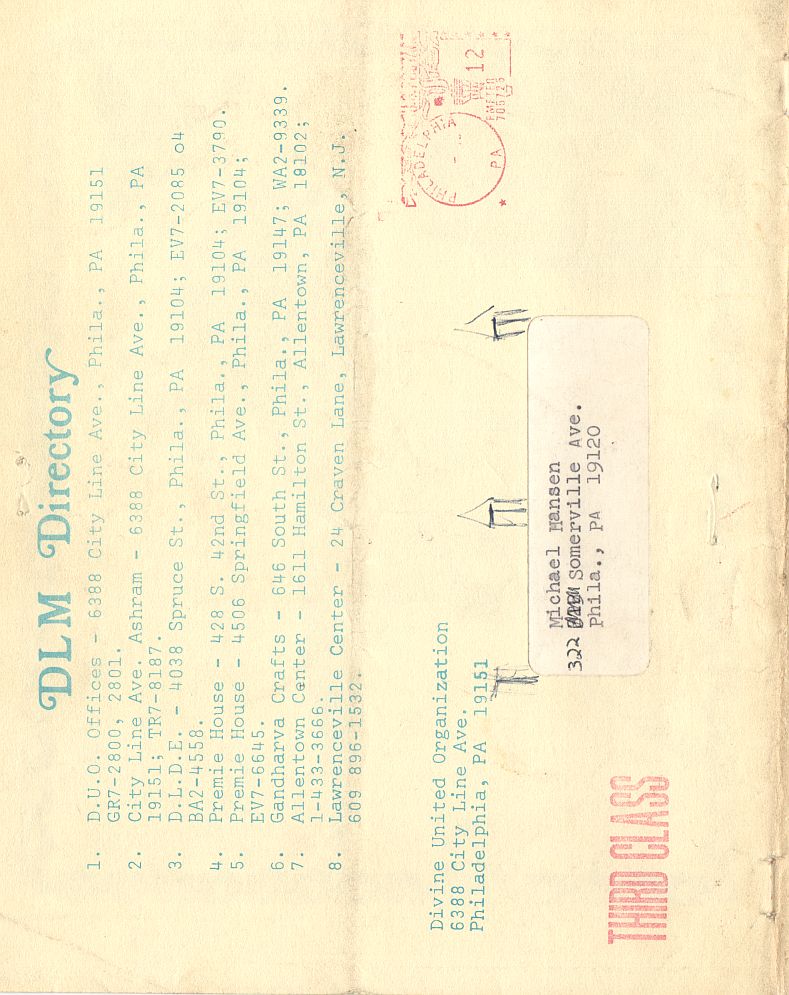 DLM Directory
1. D.U.O. Offices - 6388 City Line Ave., Phila., PA 19151
GR7-2800, 2801.
2. City Line Ave. Ashram - 6388 City Line Ave., Phila., PA
19151; TR7-8187.
3. D.L.D.E. - 4038 Spruce St., Phila., PA 19104; EV7-2085 o4
BA2-4558.
4. Premie House - 428 S. 42nd St., Phila., PA 19104; EV7-3790.
5. Premie House - 4506 Springfield Ave., Phila., PA 19104;
EV7-6645.
6. Gandharva Crafts - 646 South St., Phila., PA 19147; WA2-9339.
7. Allentown Center - 1611 Hamilton St., Allentown, PA 18102;
1-433-3666.
8. Lawrenceville Center - 24 Craven Lane, Lawrenceville, N.J.
609 896-1532.
PHILADELPHIA
PA
12
PB METER
705723
Divine United Organization
6388 City Line Ave.
Philadelphia, PA 19151
Michael Hansen
322 Somerville Ave.
Phila., PA 19120
THIRD CLASS